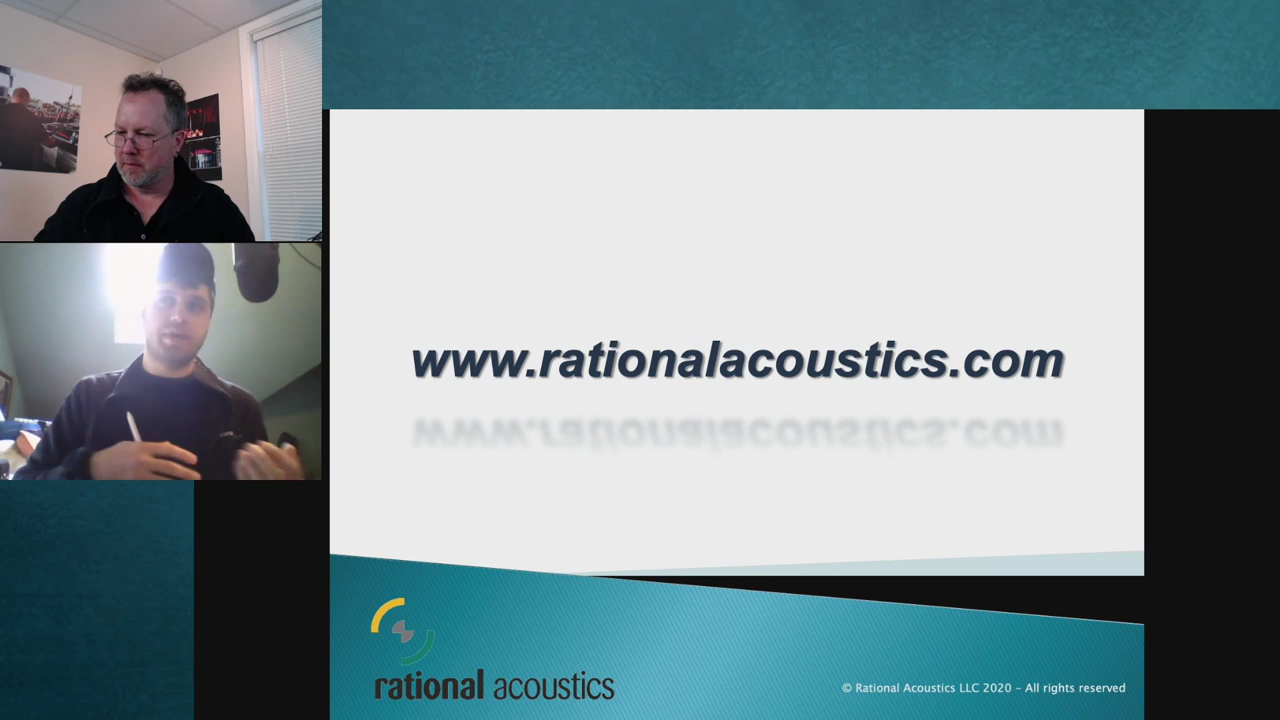 www.rationalacoustics.com
rational acoustics
© Rational Acoustics LLC 2020 – All rights reserved